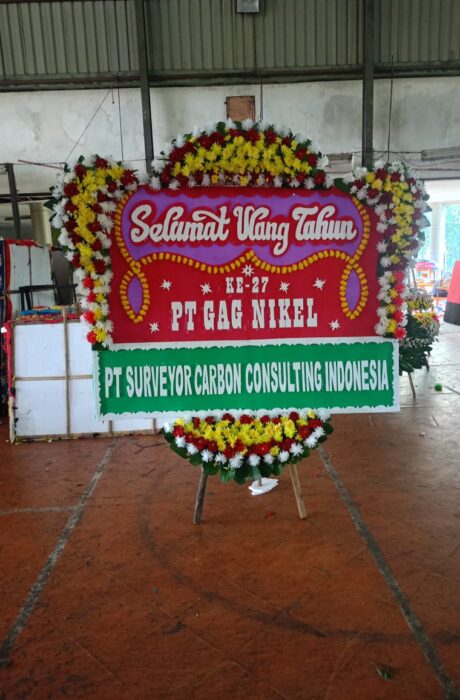 Selamat Ulang Tahun
KE-27
PT GAG NIKEL
PT SURVEYOR CARBON CONSULTING INDONESIA